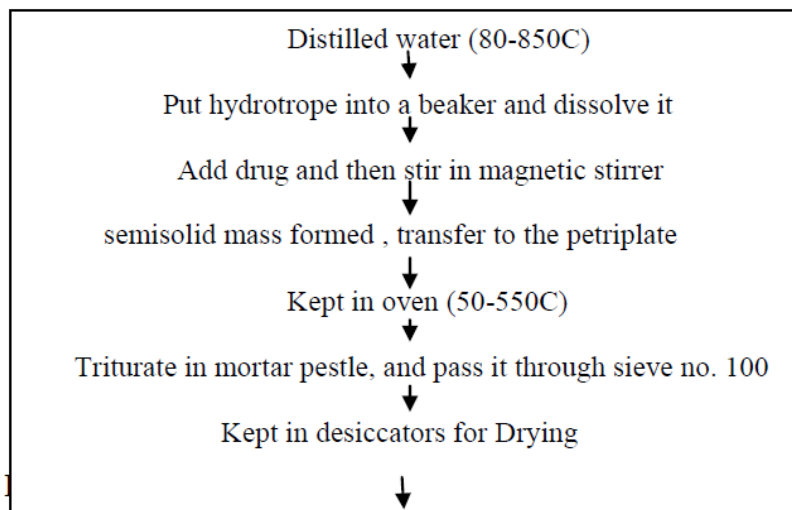 Distilled water (80-850C)
Put hydrotrope into a beaker and dissolve it
Add drug and then stir in magnetic stirrer
semisolid mass formed , transfer to the petriplate
Kept in oven (50-550C)
Triturate in mortar pestle, and pass it through sieve no. 100
Kept in desiccators for Drying